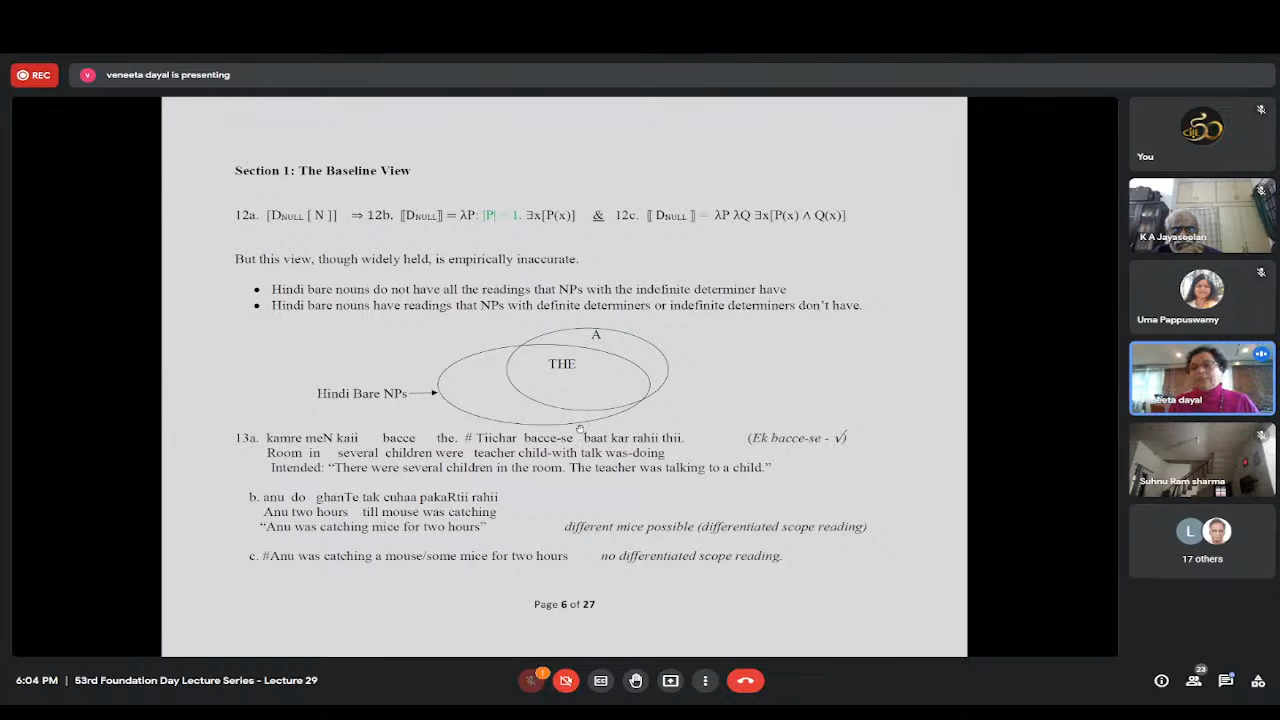 REC
v veneeta dayal is presenting
Section 1: The Baseline View
12a. [DNULL [ N ]] ⇒ 12b. ⟦DNULL⟧ = λP: |P| = 1. ∃x[P(x)] & 12c. ⟦ DNULL ⟧ = λP λQ ∃x[P(x) ∧ Q(x)]
But this view, though widely held, is empirically inaccurate.
• Hindi bare nouns do not have all the readings that NPs with the indefinite determiner have
• Hindi bare nouns have readings that NPs with definite determiners or indefinite determiners don't have.
A
THE
Hindi Bare NPs
13a. kamre meN kaii bacce the. # Tiichar bacce-se baat kar rahii thii. (Ek bacce-se - √)
Room in several children were teacher child-with talk was-doing
Intended: “There were several children in the room. The teacher was talking to a child.”
b. anu do ghanTe tak cuhaa pakaRtii rahii
Anu two hours till mouse was catching
“Anu was catching mice for two hours” different mice possible (differentiated scope reading)
c. #Anu was catching a mouse/some mice for two hours no differentiated scope reading.
Page 6 of 27
You
K A Jayaseelan
Uma Pappuswamy
neeta dayal
Suhnu Ram sharma
L
17 others
6:04 PM | 53rd Foundation Day Lecture Series - Lecture 29
23